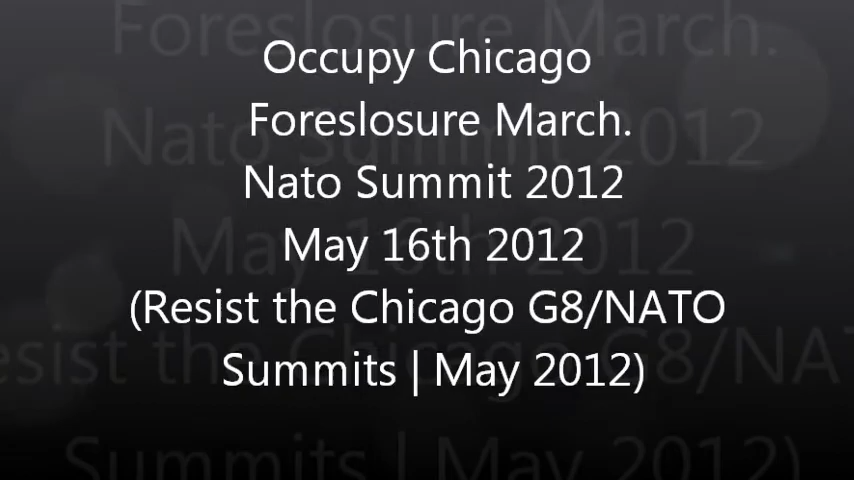 Occupy Chicago
Foreslosure March.
Nato Summit 2012
May 16th 2012
(Resist the Chicago G8/NATO
Summits | May 2012)